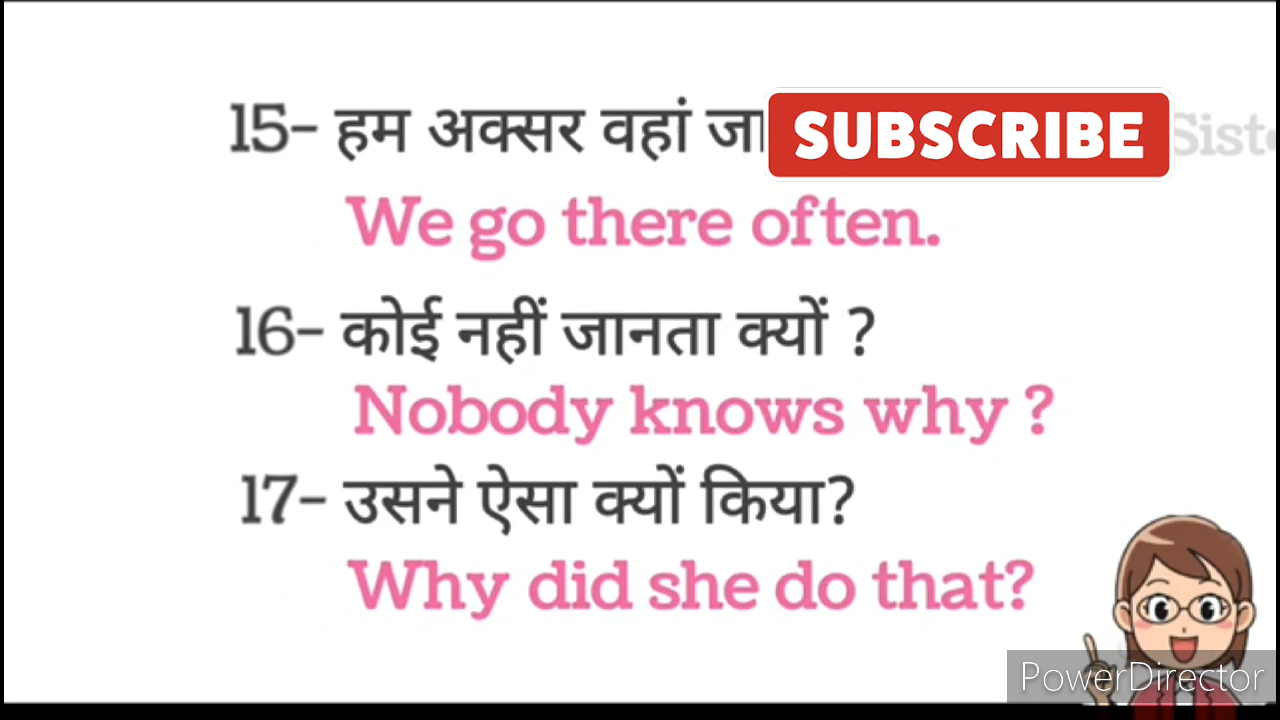 15- हम अक्सर वहां SUBSCRIBE
We go there often.
16- कोई नहीं जानता क्यों ?
Nobody knows why ?
17- उसने ऐसा क्यों किया?
Why did she do that?
PowerDirector